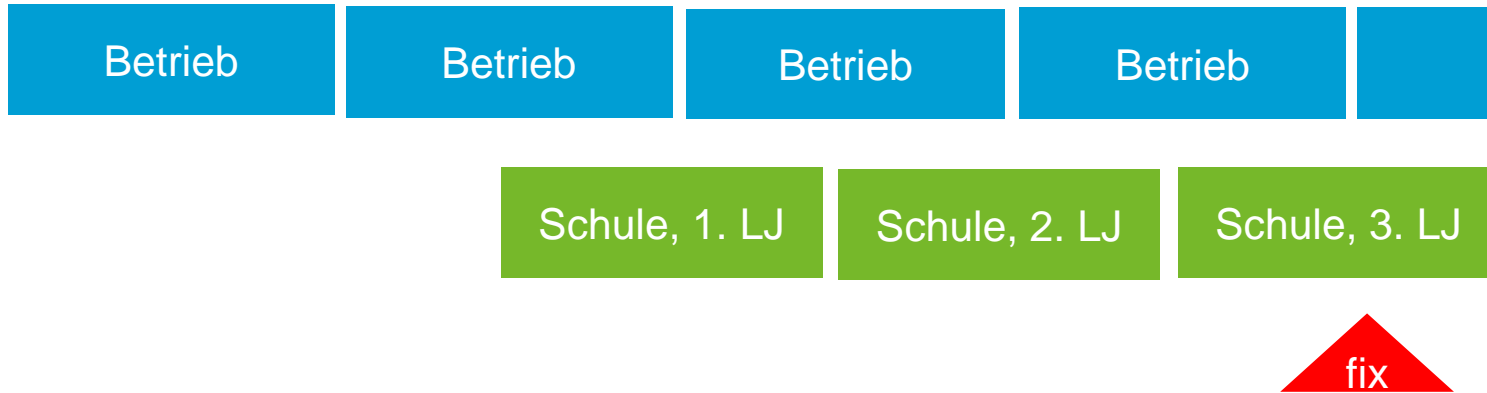 Betrieb
Betrieb
Betrieb
Betrieb
Schule, 1. LJ
Schule, 2. LJ
Schule, 3. LJ
fix